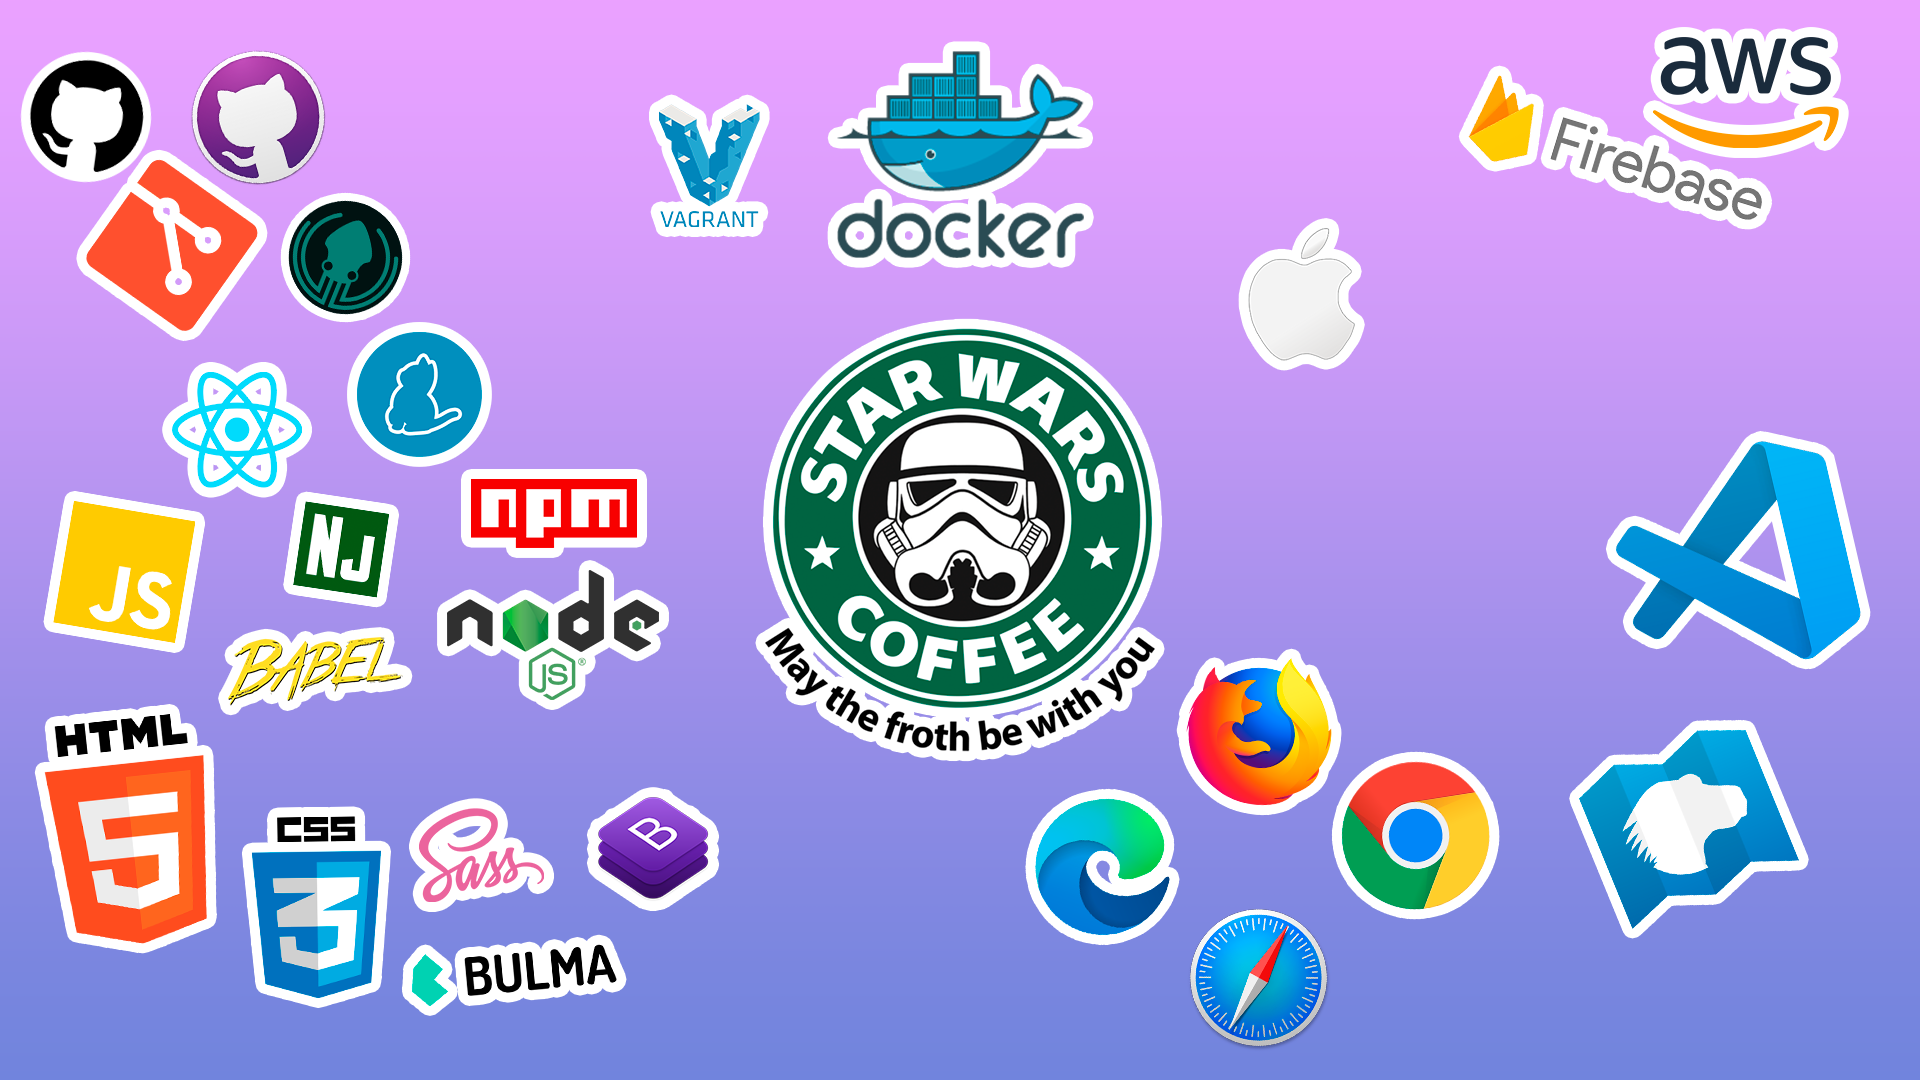 aws
Firebase
VAGRANT
docker
STAR WARS
COFFEE
May the froth be with you
npm
JS
NJ
node
JS®
BABEL
HTML
5
CSS
3
Sass
B
BULMA